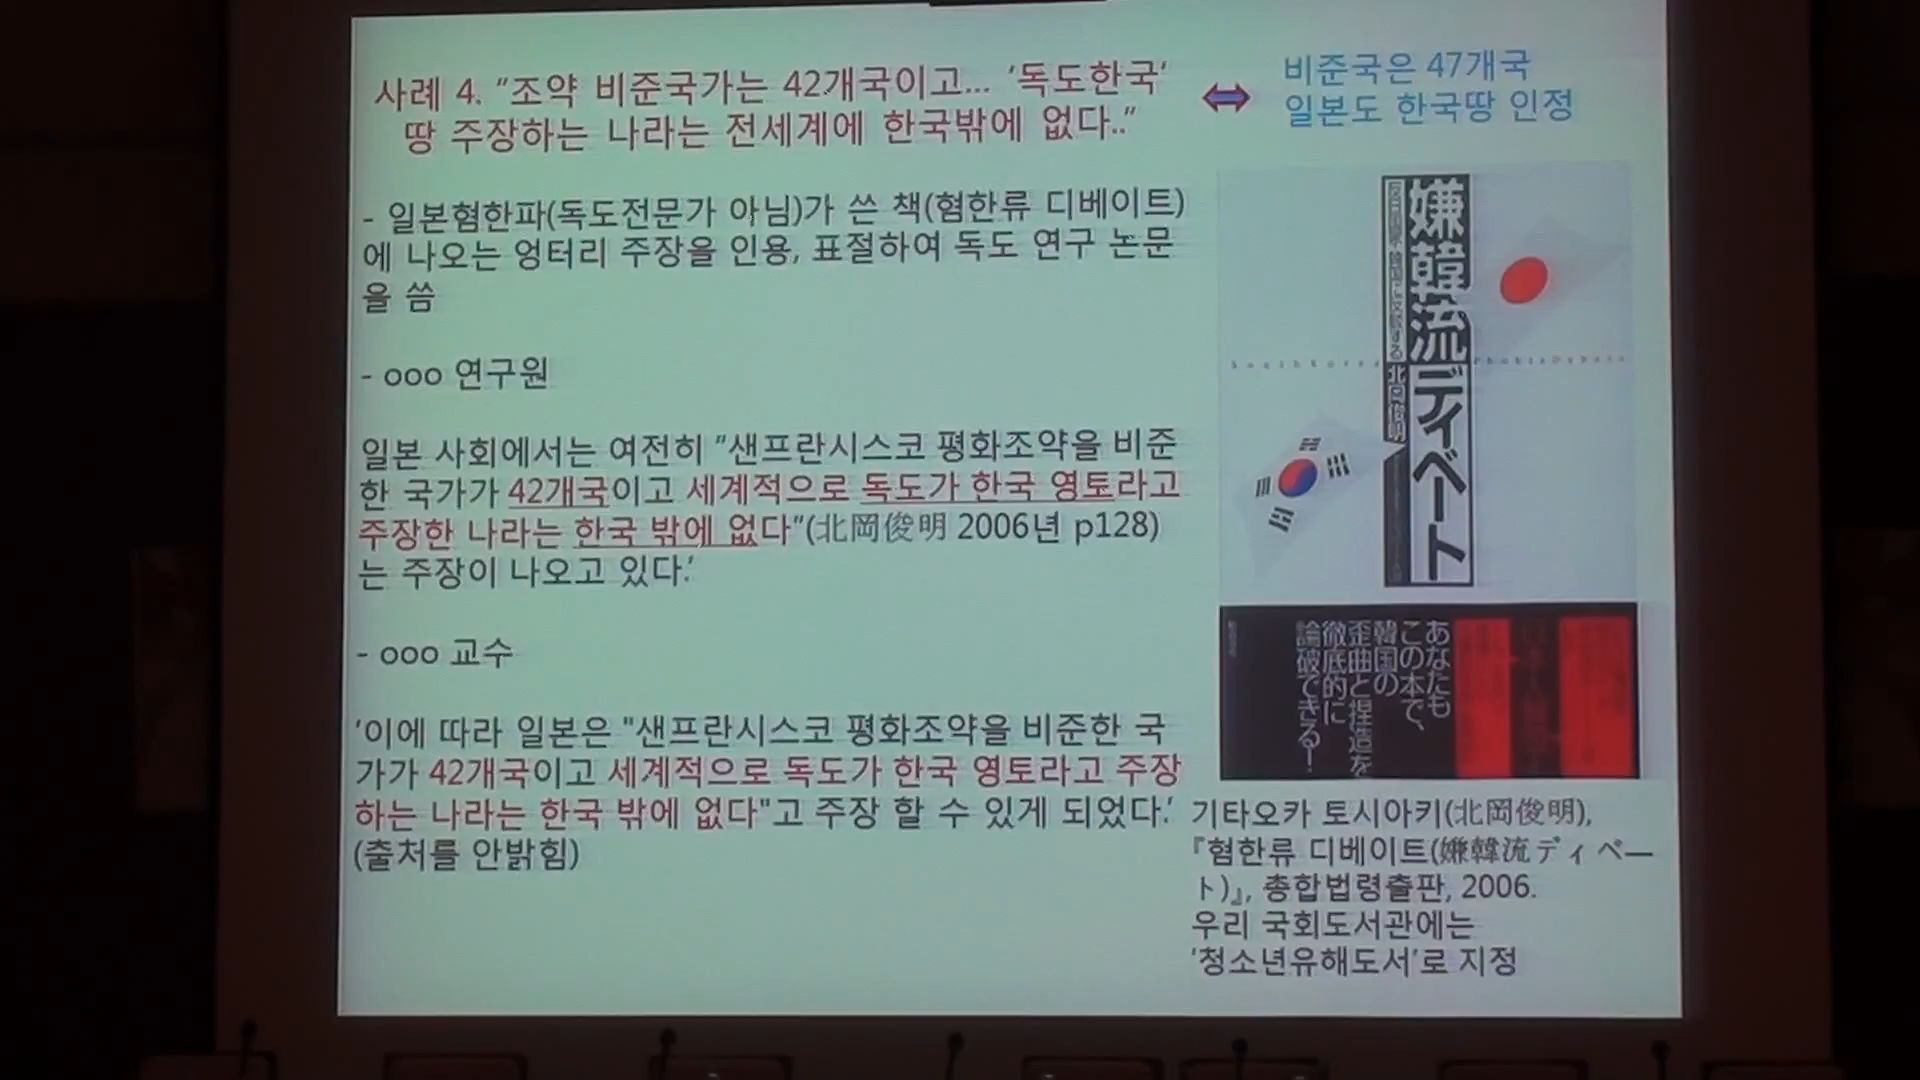 사례 4. “조약 비준국가는 42개국이고... ‘독도한국’
땅 주장하는 나라는 전세계에 한국밖에 없다..”
비준국은 47개국
일본도 한국땅 인정
- 일본혐한파(독도전문가 아님)가 쓴 책(혐한류 디베이트)
에 나오는 엉터리 주장을 인용, 표절하여 독도 연구 논문
을 씀
- ooo 연구원
일본 사회에서는 여전히 “샌프란시스코 평화조약을 비준
한 국가가 42개국이고 세계적으로 독도가 한국 영토라고
주장한 나라는 한국 밖에 없다”(北岡俊明 2006년 p128)
는 주장이 나오고 있다.’
- ooo 교수
‘이에 따라 일본은 "샌프란시스코 평화조약을 비준한 국
가가 42개국이고 세계적으로 독도가 한국 영토라고 주장
하는 나라는 한국 밖에 없다"고 주장 할 수 있게 되었다.’
(출처를 안밝힘)
嫌韓流ディベート
北岡俊明
あなたも
この本で、
韓国の
歪曲と捏造を
徹底的に
論破できる！
기타오카 토시아키(北岡俊明),
『혐한류 디베이트(嫌韓流ディベー
ト)』, 총합법령출판, 2006.
우리 국회도서관에는
‘청소년유해도서’로 지정